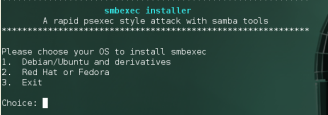 smbexec installer
A rapid psexec style attack with samba tools
************************************************************
Please choose your OS to install smbexec
1. Debian/Ubuntu and derivatives
2. Red Hat or Fedora
3. Exit
Choice: